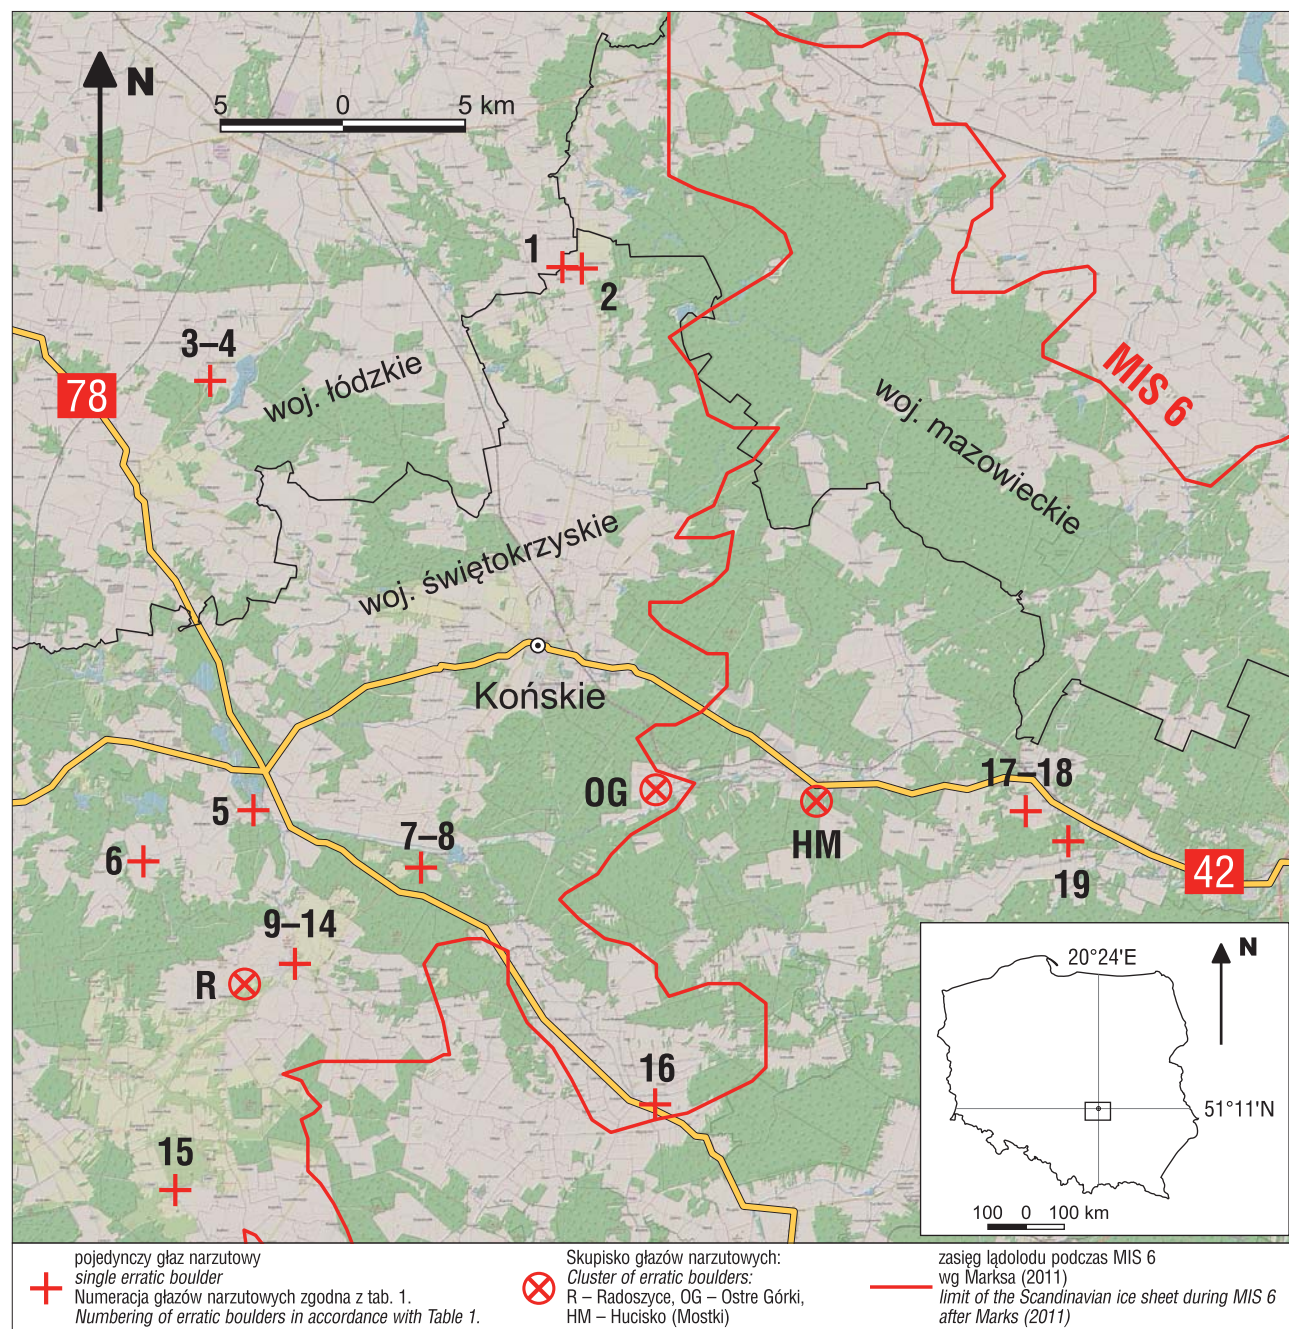 N
5 0 5 km
1
2
3–4
78
woj. łódzkie
MIS 6
woj. mazowieckie
woj. świętokrzyskie
Końskie
OG
17–18
5
HM
7–8
6
42
19
9–14
R
N
20°24'E
16
51°11'N
15
100 0 100 km
pojedynczy głaz narzutowy
single erratic boulder
Numeracja głazów narzutowych zgodna z tab. 1.
Numbering of erratic boulders in accordance with Table 1.
Skupisko głazów narzutowych:
Cluster of erratic boulders:
R – Radoszyce, OG – Ostre Górki,
HM – Hucisko (Mostki)
zasięg lądolodu podczas MIS 6
wg Marksa (2011)
limit of the Scandinavian ice sheet during MIS 6
after Marks (2011)